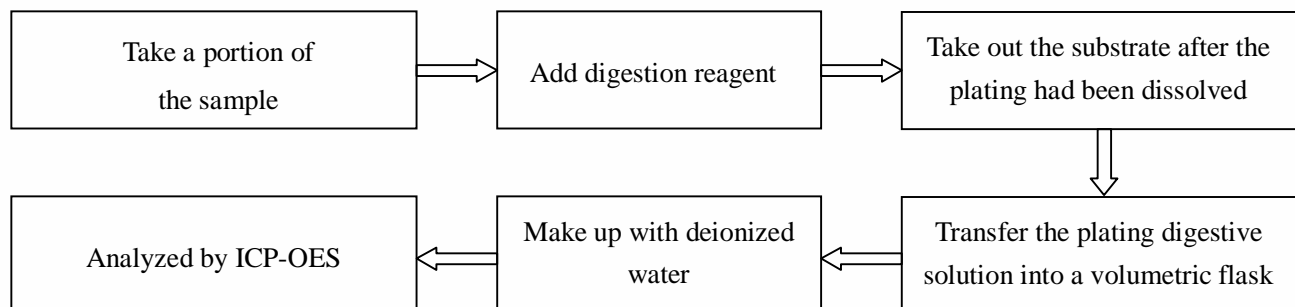 Take a portion of
the sample
Add digestion reagent
Take out the substrate after the
plating had been dissolved
Transfer the plating digestive
solution into a volumetric flask
Make up with deionized
water
Analyzed by ICP-OES